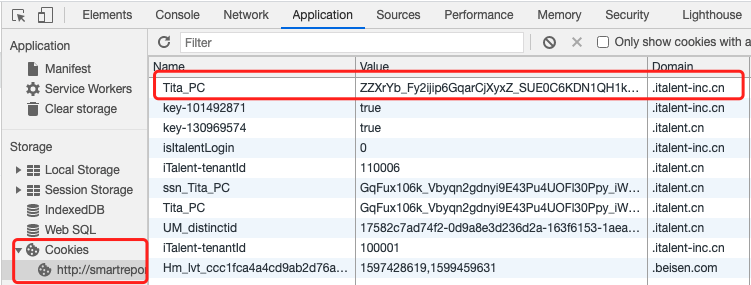 Elements Console Application Sources Performance Memory Security Lighthouse
Application
Manifest
Service Workers
Clear storage
Storage
Local Storage
Session Storage
IndexedDB
Web SQL
Cookies
http://smartrepor
Filter
Only show cookies with a
Name Value Domain
Tita_PC ZZXrYb_Fy2ijip6GqarCjXyxZ_SUE0C6KDN1QH1k... .italent-inc.cn
key-101492871 true .italent-inc.cn
key-130969574 true .italent.cn
isItalentLogin 0 .italent-inc.cn
iTalent-tenantId 110006 .italent.cn
ssn_Tita_PC GqFux106k_Vbyqn2gdnyi9E43Pu4UOFl30Ppy_iW... .italent.cn
Tita_PC GqFux106k_Vbyqn2gdnyi9E43Pu4UOFl30Ppy_iW... .italent.cn
UM_distinctid 17582c7ad74f2-0d9a8e3d236d2a-163f6153-1aea... .italent.cn
iTalent-tenantId 100001 .italent-inc.cn
Hm_lvt_ccc1fca4a4cd9ab2d76a... 1597428619,1599459631 .beisen.com